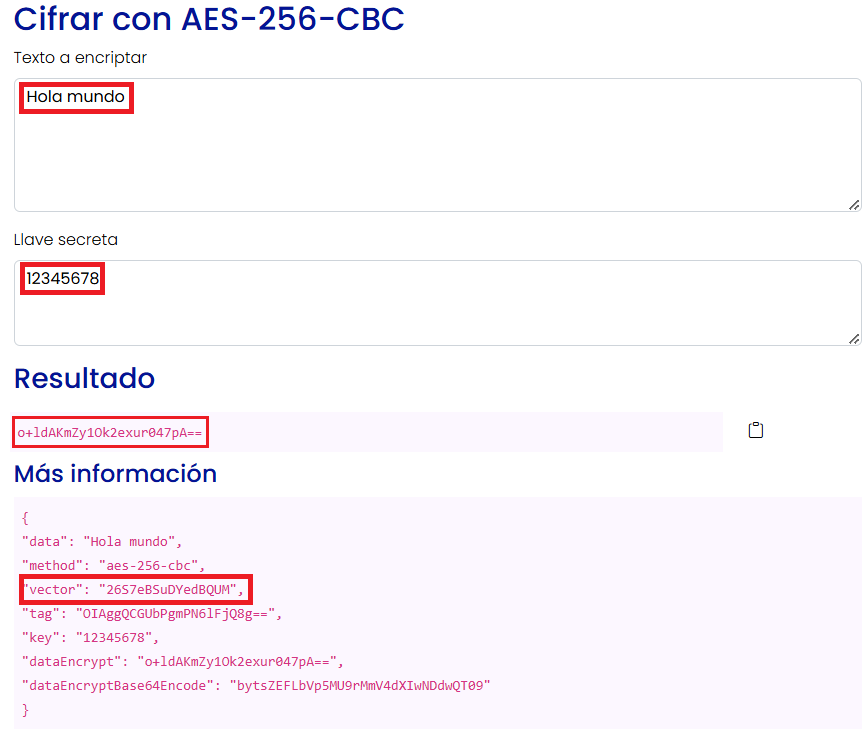 Cifrar con AES-256-CBC
Texto a encriptar
Hola mundo
Llave secreta
12345678
Resultado
o+ldAKmZy1Ok2exur047pA==
Más información
{
"data": "Hola mundo",
"method": "aes-256-cbc",
"vector": "26S7eBSuDYedBQUM",
"tag": "OIAggQCGUbPgmPN6lFjQ8g==",
"key": "12345678",
"dataEncrypt": "o+ldAKmZy1Ok2exur047pA==",
"dataEncryptBase64Encode": "bytsZEFLbVp5MU9rMmV4dXIwNDdwQT09"
}